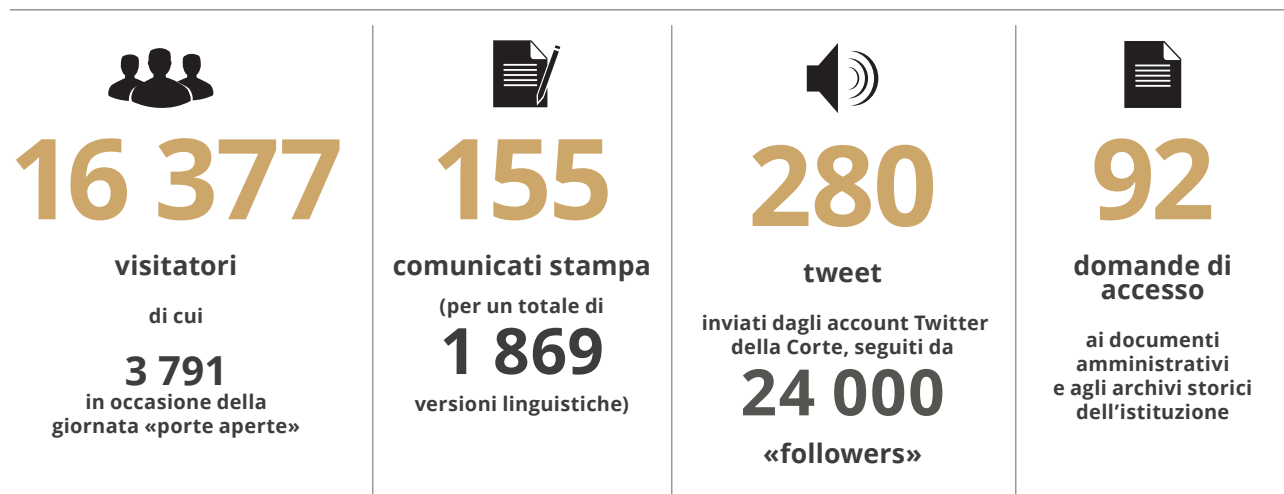 16 377
visitatori
di cui
3 791
in occasione della
giornata «porte aperte»
155
comunicati stampa
(per un totale di
1 869
versioni linguistiche)
280
tweet
inviati dagli account Twitter
della Corte, seguiti da
24 000
«followers»
92
domande di
accesso
ai documenti
amministrativi
e agli archivi storici
dell’istituzione